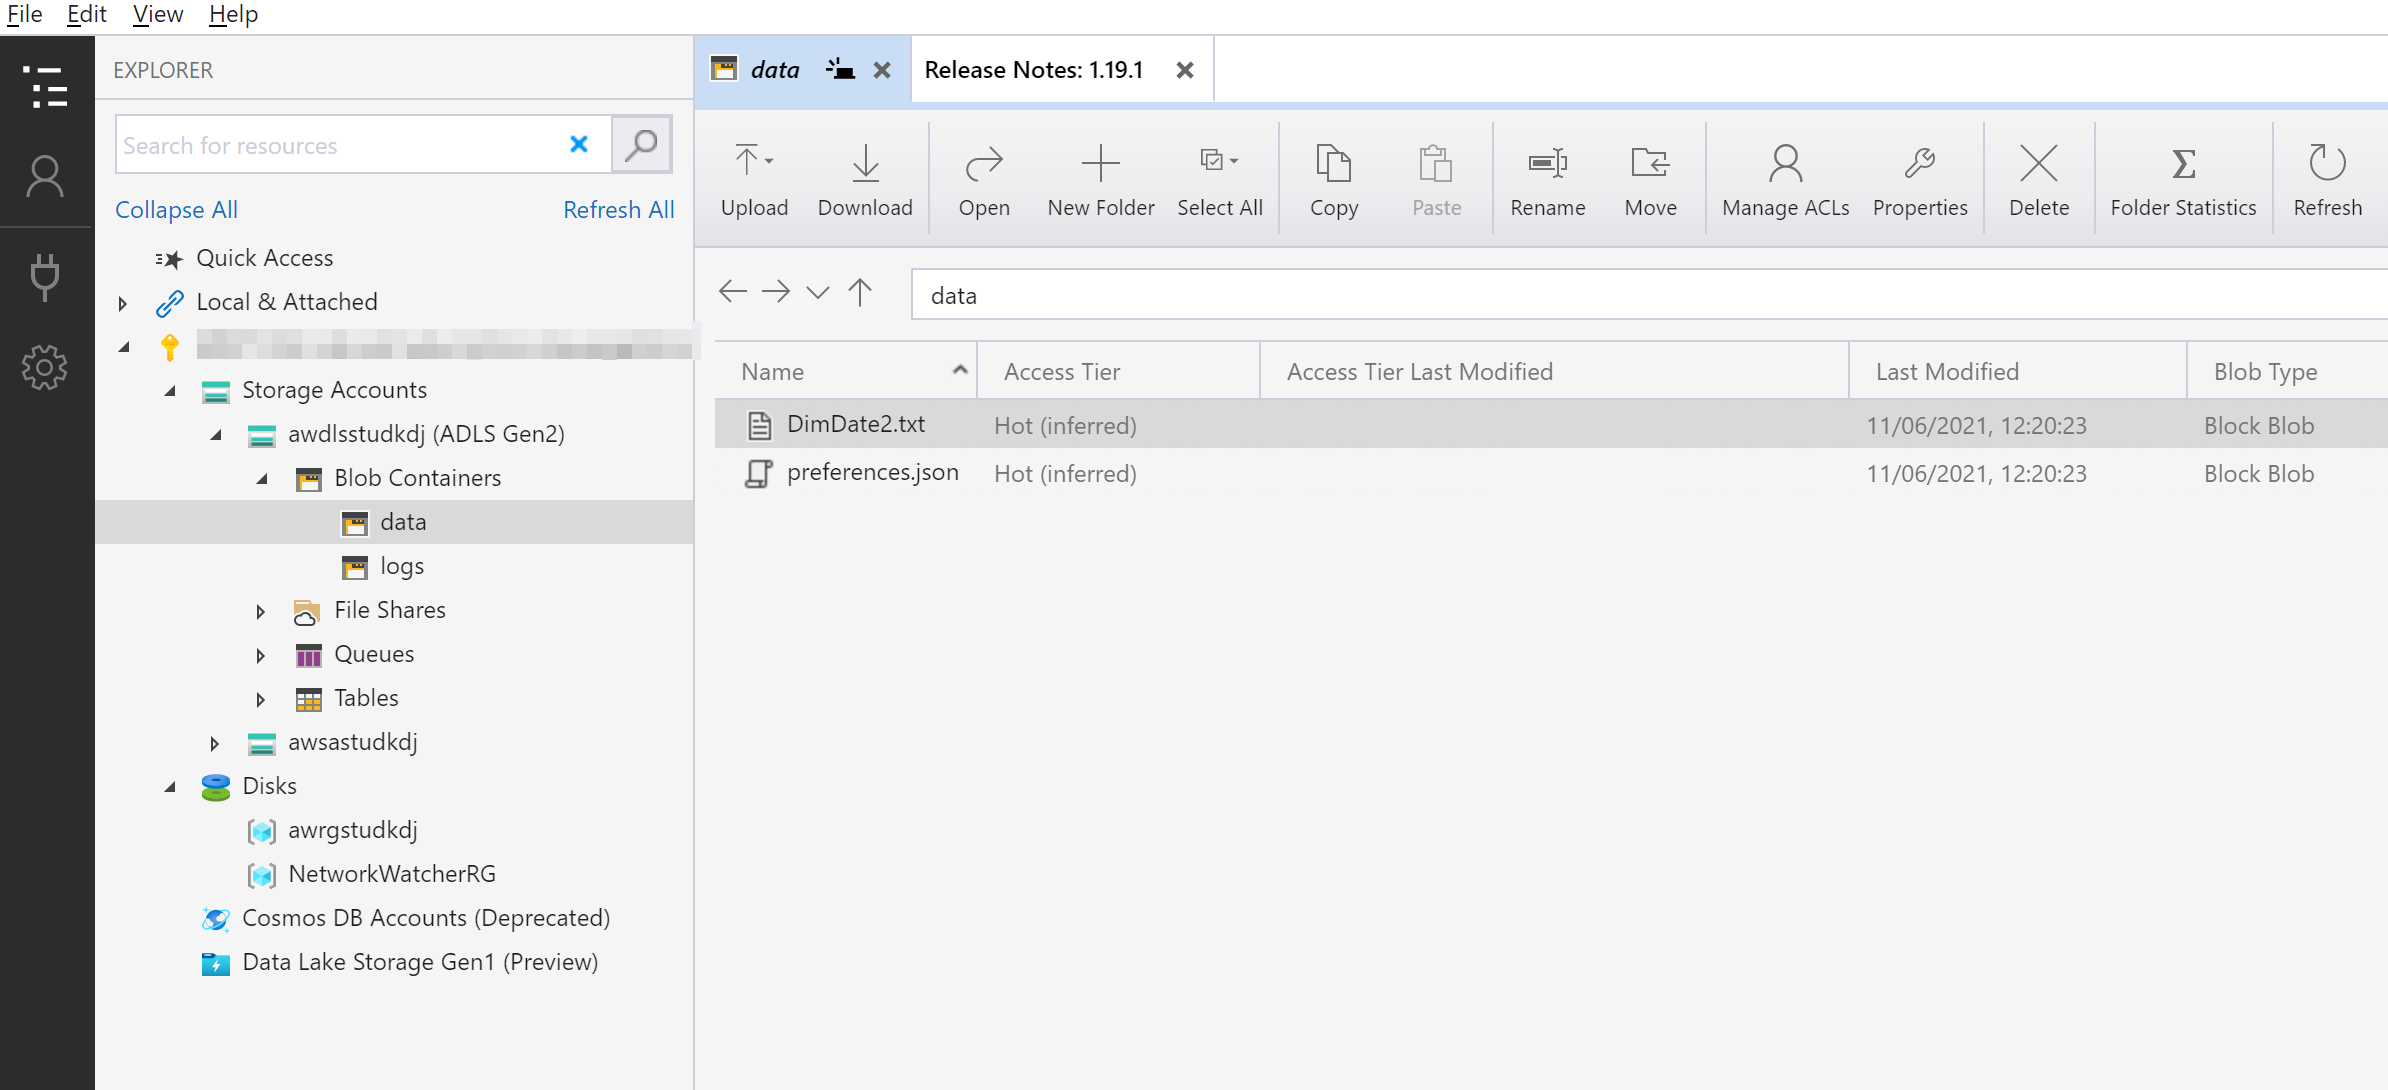 File Edit View Help
EXPLORER
Search for resources
Collapse All Refresh All
Quick Access
Local & Attached
Storage Accounts
awdlsstudkdj (ADLS Gen2)
Blob Containers
data
logs
File Shares
Queues
Tables
awsastudkdj
Disks
awrgstudkdj
NetworkWatcherRG
Cosmos DB Accounts (Deprecated)
Data Lake Storage Gen1 (Preview)
data Release Notes: 1.19.1
Upload Download Open New Folder Select All Copy Paste Rename Move Manage ACLs Properties Delete Folder Statistics Refresh
data
Name Access Tier Access Tier Last Modified Last Modified Blob Type
DimDate2.txt Hot (inferred) 11/06/2021, 12:20:23 Block Blob
preferences.json Hot (inferred) 11/06/2021, 12:20:23 Block Blob